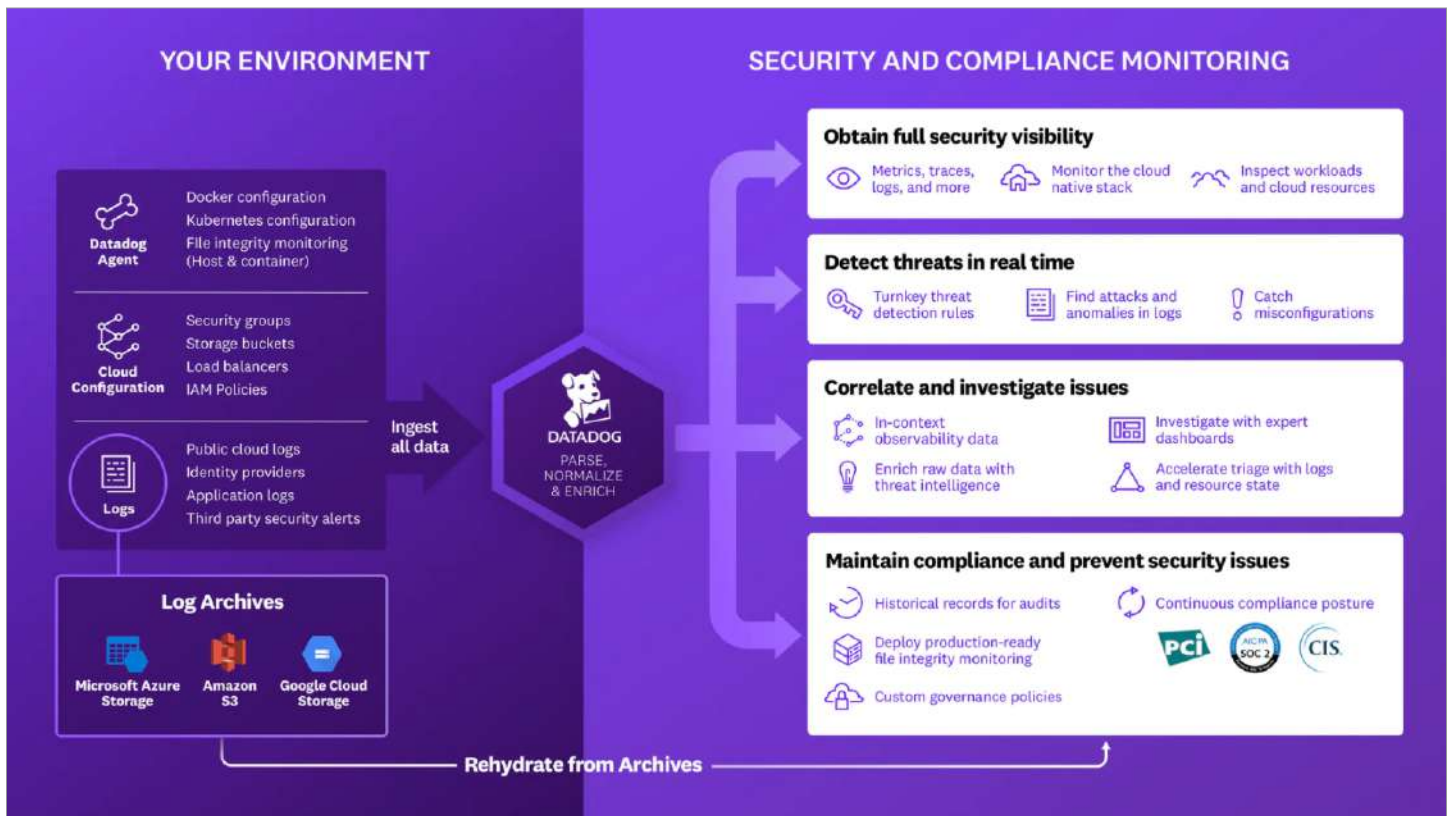 YOUR ENVIRONMENT
SECURITY AND COMPLIANCE MONITORING
Datadog
Agent
Docker configuration
Kubernetes configuration
FIle integrity monitoring
(Host & container)
Cloud
Configuration
Security groups
Storage buckets
Load balancers
IAM Policies
Logs
Public cloud logs
Identity providers
Application logs
Third party security alerts
Log Archives
Microsoft Azure
Storage
Amazon
S3
Google Cloud
Storage
Ingest
all data
DATADOG
PARSE,
NORMALIZE
& ENRICH
Obtain full security visibility
Metrics, traces,
logs, and more
Monitor the cloud
native stack
Inspect workloads
and cloud resources
Detect threats in real time
Turnkey threat
detection rules
Find attacks and
anomalies in logs
Catch
misconfigurations
Correlate and investigate issues
In-context
observability data
Investigate with expert
dashboards
Enrich raw data with
threat intelligence
Accelerate triage with logs
and resource state
Maintain compliance and prevent security issues
Historical records for audits
Continuous compliance posture
Deploy production-ready
file integrity monitoring
Custom governance policies
PCi
AICPA
SOC 2
CIS.
Rehydrate from Archives